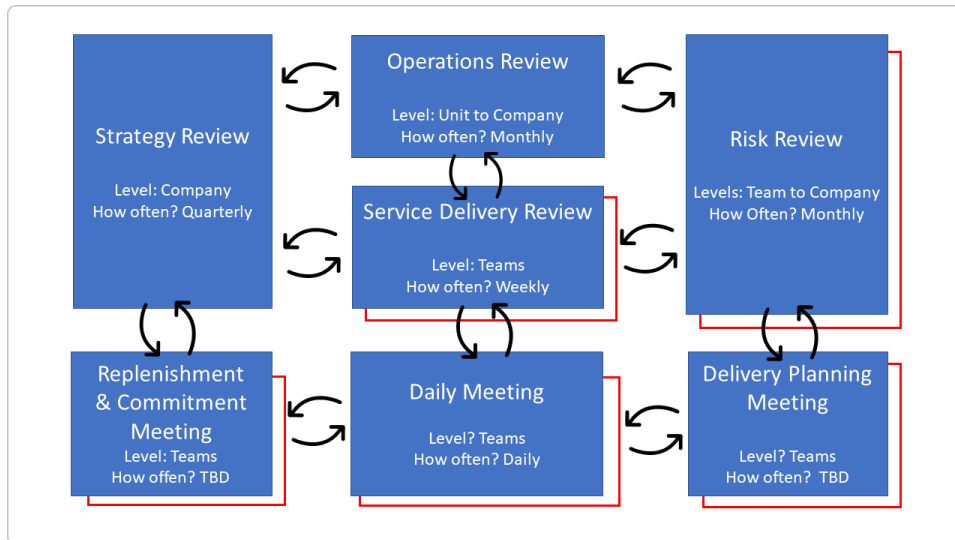 Strategy Review
Level: Company
How often? Quarterly
Operations Review
Level: Unit to Company
How often? Monthly
Risk Review
Levels: Team to Company
How Often? Monthly
Service Delivery Review
Level: Teams
How often? Weekly
Replenishment
& Commitment
Meeting
Level: Teams
How offen? TBD
Daily Meeting
Level? Teams
How often? Daily
Delivery Planning
Meeting
Level? Teams
How often? TBD